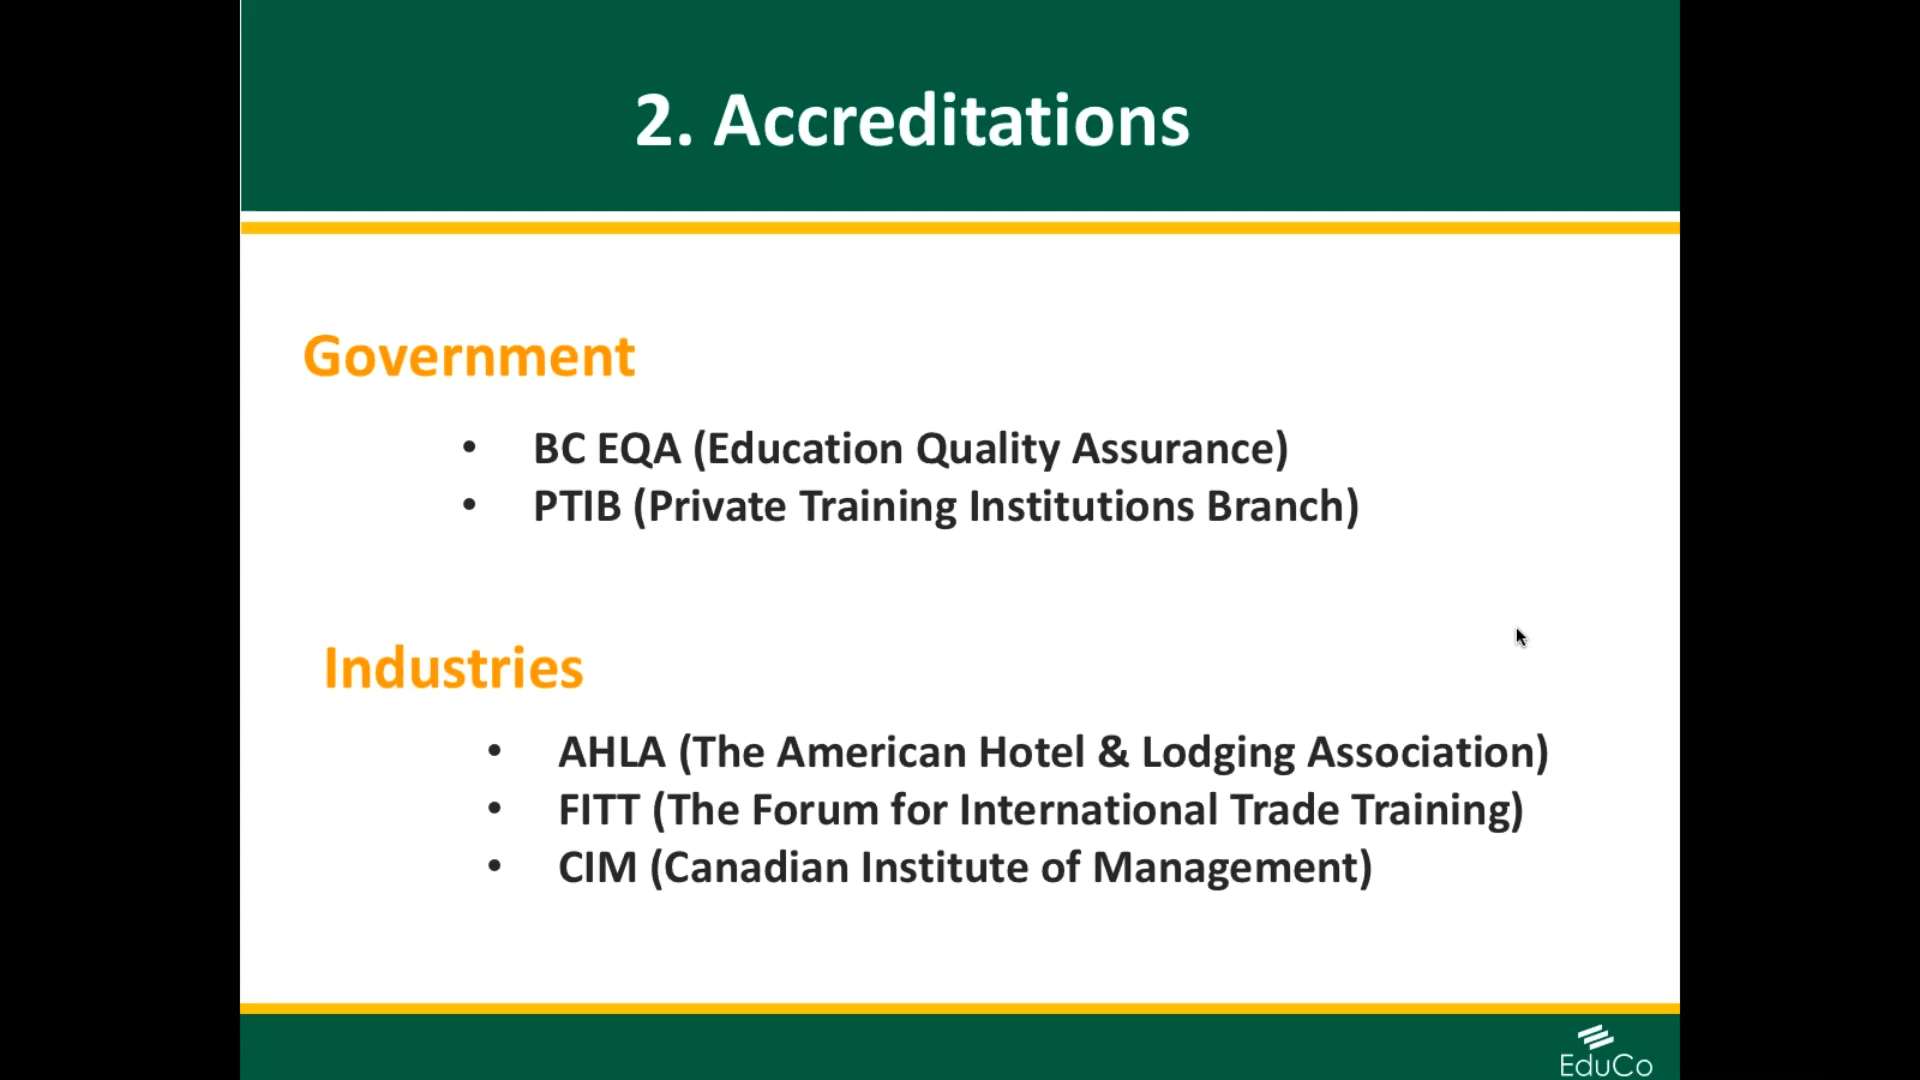 2. Accreditations
Government
• BC EQA (Education Quality Assurance)
• PTIB (Private Training Institutions Branch)
Industries
• AHLA (The American Hotel & Lodging Association)
• FITT (The Forum for International Trade Training)
• CIM (Canadian Institute of Management)
EduCo